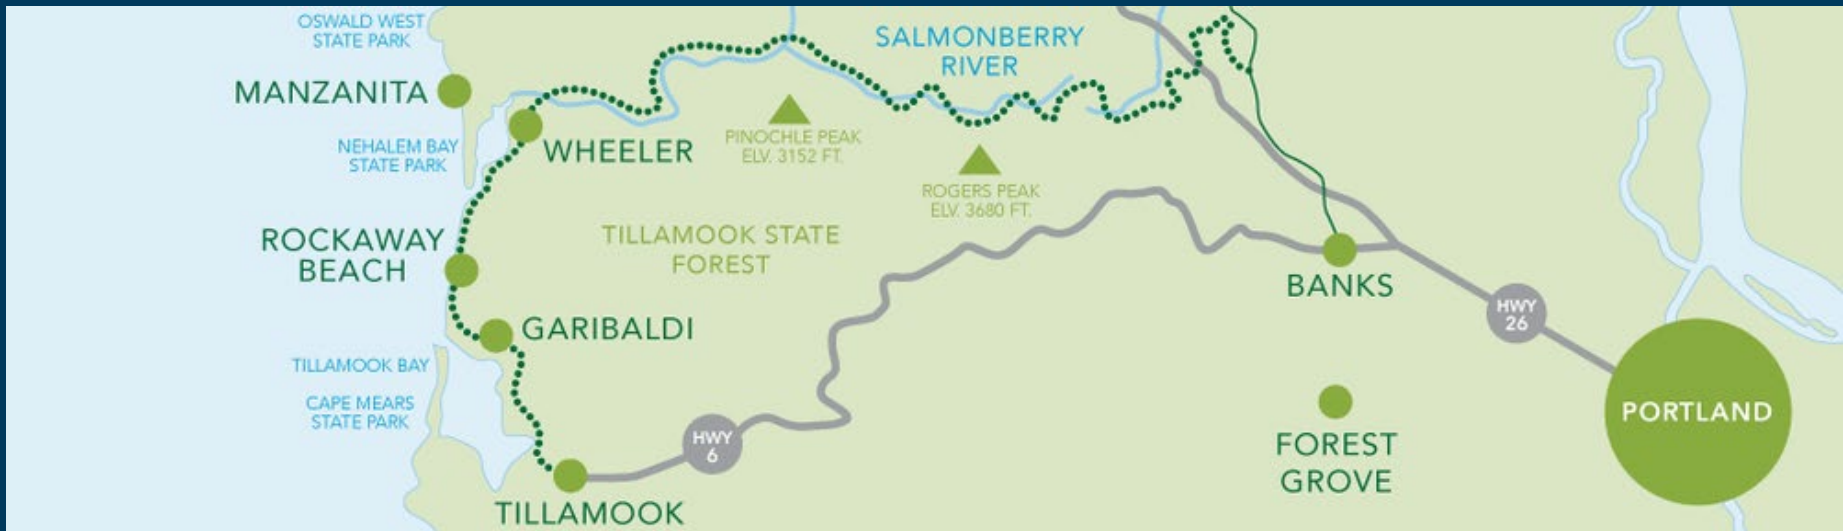 OSWALD WEST
STATE PARK
SALMONBERRY
RIVER
MANZANITA
NEHALEM BAY
STATE PARK
WHEELER
PINOCHLE PEAK
ELV. 3152 FT.
ROGERS PEAK
ELV. 3680 FT.
ROCKAWAY
BEACH
TILLAMOOK STATE
FOREST
BANKS
HWY
26
GARIBALDI
TILLAMOOK BAY
CAPE MEARS
STATE PARK
PORTLAND
HWY
6
FOREST
GROVE
TILLAMOOK